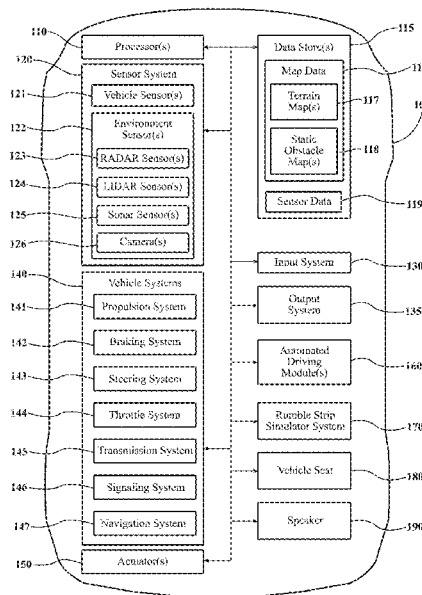 110
Processor(s)
120
Sensor System
121
Vehicle Sensor(s)
122
Environment
Sensor(s)
123
RADAR Sensor(s)
124
LIDAR Sensor(s)
125
Sonar Sensor(s)
126
Camera(s)
140
Vehicle Systems
141
Propulsion System
142
Braking System
143
Steering System
144
Throttle System
145
Transmission System
146
Signaling System
147
Navigation System
150
Actuator(s)
Data Store(s)
115
Map Data
11
Terrain
Map(s)
117
10
Static
Obstacle
Map(s)
118
Sensor Data
119
Input System
130
Output
System
135
Automated
Driving
Module(s)
160
Rumble Strip
Simulator System
170
Vehicle Seat
180
Speaker
190